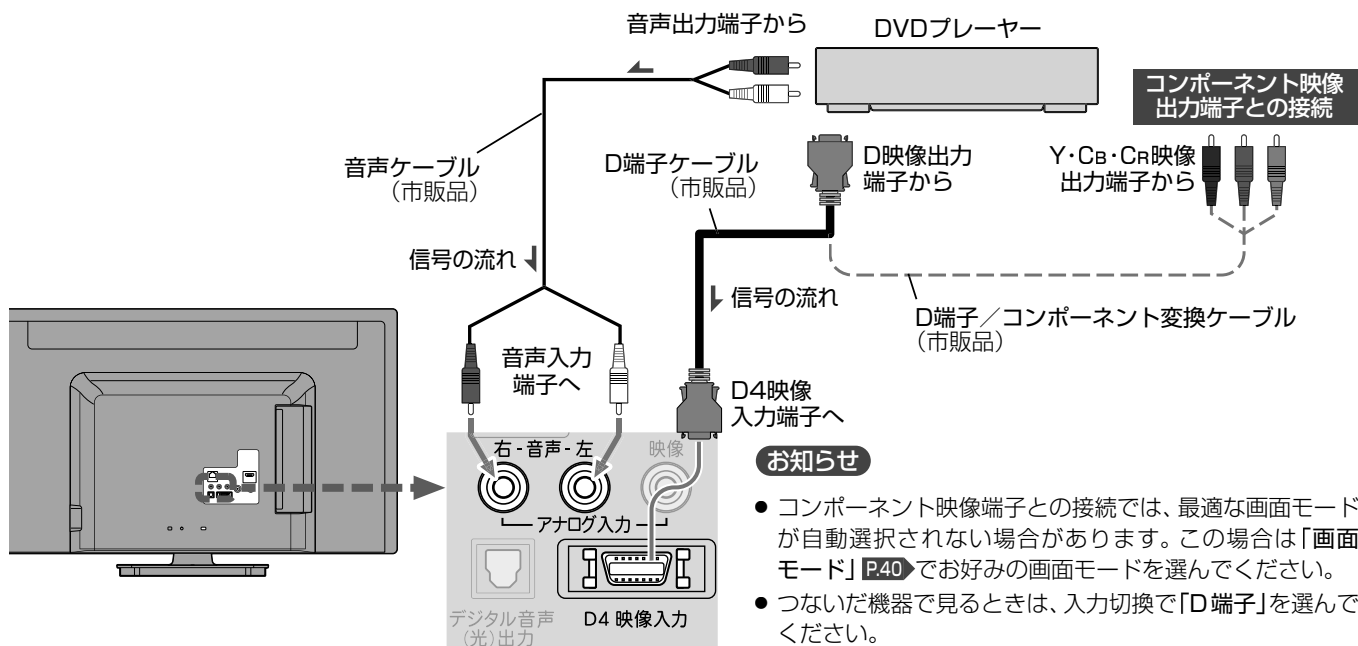 音声出力端子から
DVDプレーヤー
コンポーネント映像
出力端子との接続
音声ケーブル
（市販品）
D端子ケーブル
（市販品）
D映像出力
端子から
Y・CB・CR映像
出力端子から
信号の流れ
信号の流れ
D端子／コンポーネント変換ケーブル
（市販品）
音声入力
端子へ
D4映像
入力端子へ
右-音声-左
映像
アナログ入力
デジタル音声
（光）出力
D4 映像入力
お知らせ
● コンポーネント映像端子との接続では、最適な画面モード
が自動選択されない場合があります。この場合は「画面
モード」 P.40 でお好みの画面モードを選んでください。
● つないだ機器で見るときは、入力切換で「D端子」を選んで
ください。